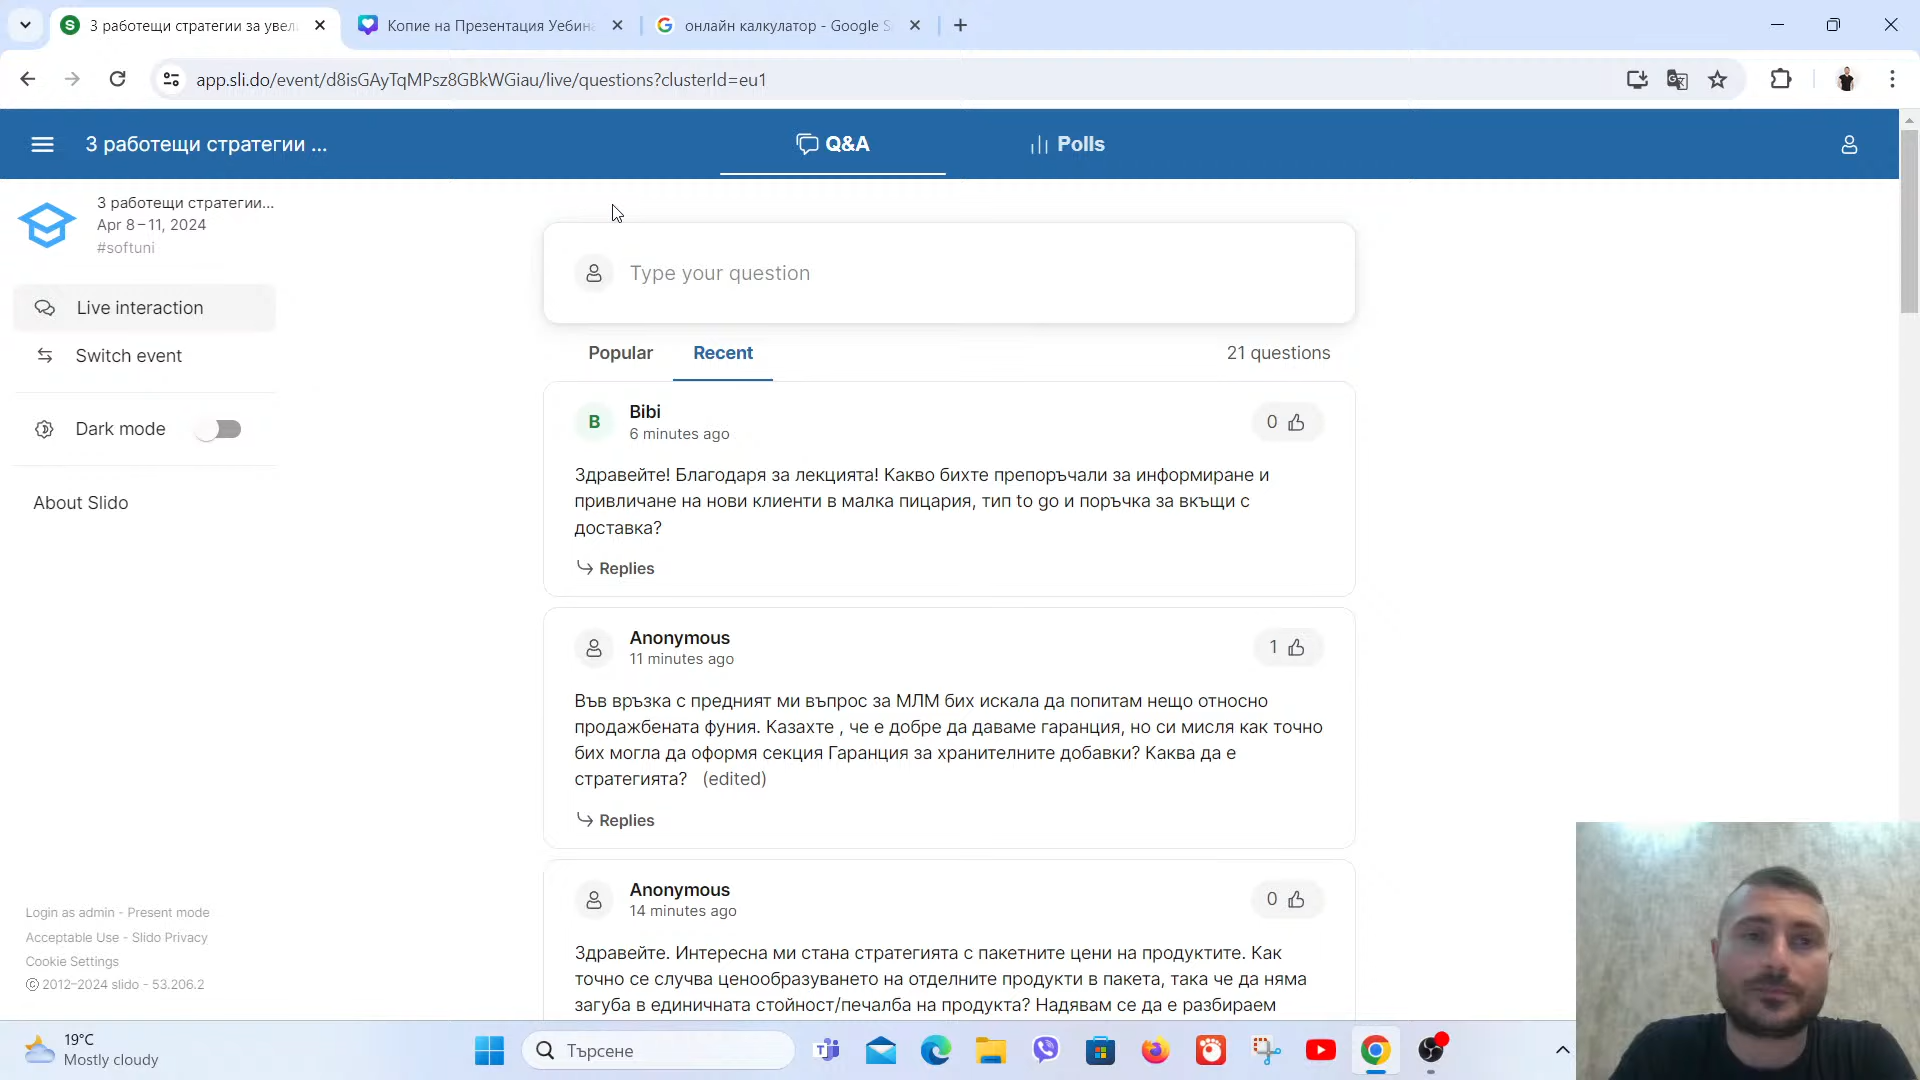 3 работещи стратегии за увел
Копие на Презентация Уебина
онлайн калкулатор - Google S
app.sli.do/event/d8isGAyTqMPsz8GBkWGiau/live/questions?clusterId=eu1
3 работещи стратегии ...
Q&A
Polls
3 работещи стратегии...
Apr 8 – 11, 2024
#softuni
Live interaction
Switch event
Dark mode
About Slido
Login as admin - Present mode
Acceptable Use - Slido Privacy
Cookie Settings
© 2012–2024 slido - 53.206.2
Type your question
Popular
Recent
21 questions
B
Bibi
6 minutes ago
0
Здравейте! Благодаря за лекцията! Какво бихте препоръчали за информиране и
привличане на нови клиенти в малка пицария, тип to go и поръчка за вкъщи с
доставка?
Replies
Anonymous
11 minutes ago
1
Във връзка с предният ми въпрос за МЛМ бих искала да попитам нещо относно
продажбената фуния. Казахте , че е добре да даваме гаранция, но си мисля как точно
бих могла да оформя секция Гаранция за хранителните добавки? Каква да е
стратегията? (edited)
Replies
Anonymous
14 minutes ago
0
Здравейте. Интересна ми стана стратегията с пакетните цени на продуктите. Как
точно се случва ценообразуването на отделните продукти в пакета, така че да няма
загуба в единичната стойност/печалба на продукта? Надявам се да е разбираем
19°C
Mostly cloudy
Търсене